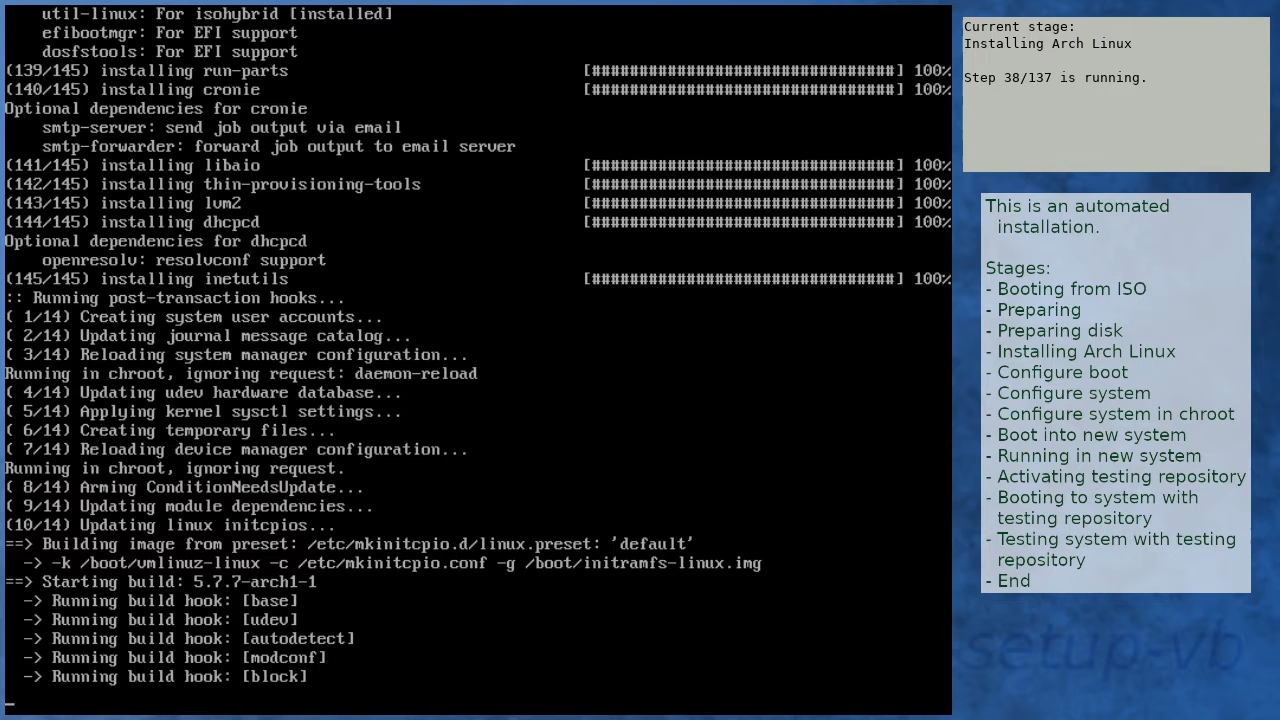 util-linux: For isohybrid [installed]
efibootmgr: For EFI support
dosfstools: For EFI support
(139/145) installing run-parts [################################] 100%
(140/145) installing cronie [################################] 100%
Optional dependencies for cronie
smtp-server: send job output via email
smtp-forwarder: forward job output to email server
(141/145) installing libaio [################################] 100%
(142/145) installing thin-provisioning-tools [################################] 100%
(143/145) installing lvm2 [################################] 100%
(144/145) installing dhcpcd [################################] 100%
Optional dependencies for dhcpcd
openresolv: resolvconf support
(145/145) installing inetutils [################################] 100%
:: Running post-transaction hooks...
( 1/14) Creating system user accounts...
( 2/14) Updating journal message catalog...
( 3/14) Reloading system manager configuration...
Running in chroot, ignoring request: daemon-reload
( 4/14) Updating udev hardware database...
( 5/14) Applying kernel sysctl settings...
( 6/14) Creating temporary files...
( 7/14) Reloading device manager configuration...
Running in chroot, ignoring request.
( 8/14) Arming ConditionNeedsUpdate...
( 9/14) Updating module dependencies...
(10/14) Updating linux initcpios...
==> Building image from preset: /etc/mkinitcpio.d/linux.preset: 'default'
-> -k /boot/vmlinuz-linux -c /etc/mkinitcpio.conf -g /boot/initramfs-linux.img
==> Starting build: 5.7.7-arch1-1
-> Running build hook: [base]
-> Running build hook: [udev]
-> Running build hook: [autodetect]
-> Running build hook: [modconf]
-> Running build hook: [block]
_
Current stage:
Installing Arch Linux
Step 38/137 is running.
This is an automated
installation.
Stages:
- Booting from ISO
- Preparing
- Preparing disk
- Installing Arch Linux
- Configure boot
- Configure system
- Configure system in chroot
- Boot into new system
- Running in new system
- Activating testing repository
- Booting to system with
testing repository
- Testing system with testing
repository
- End
setup-vb